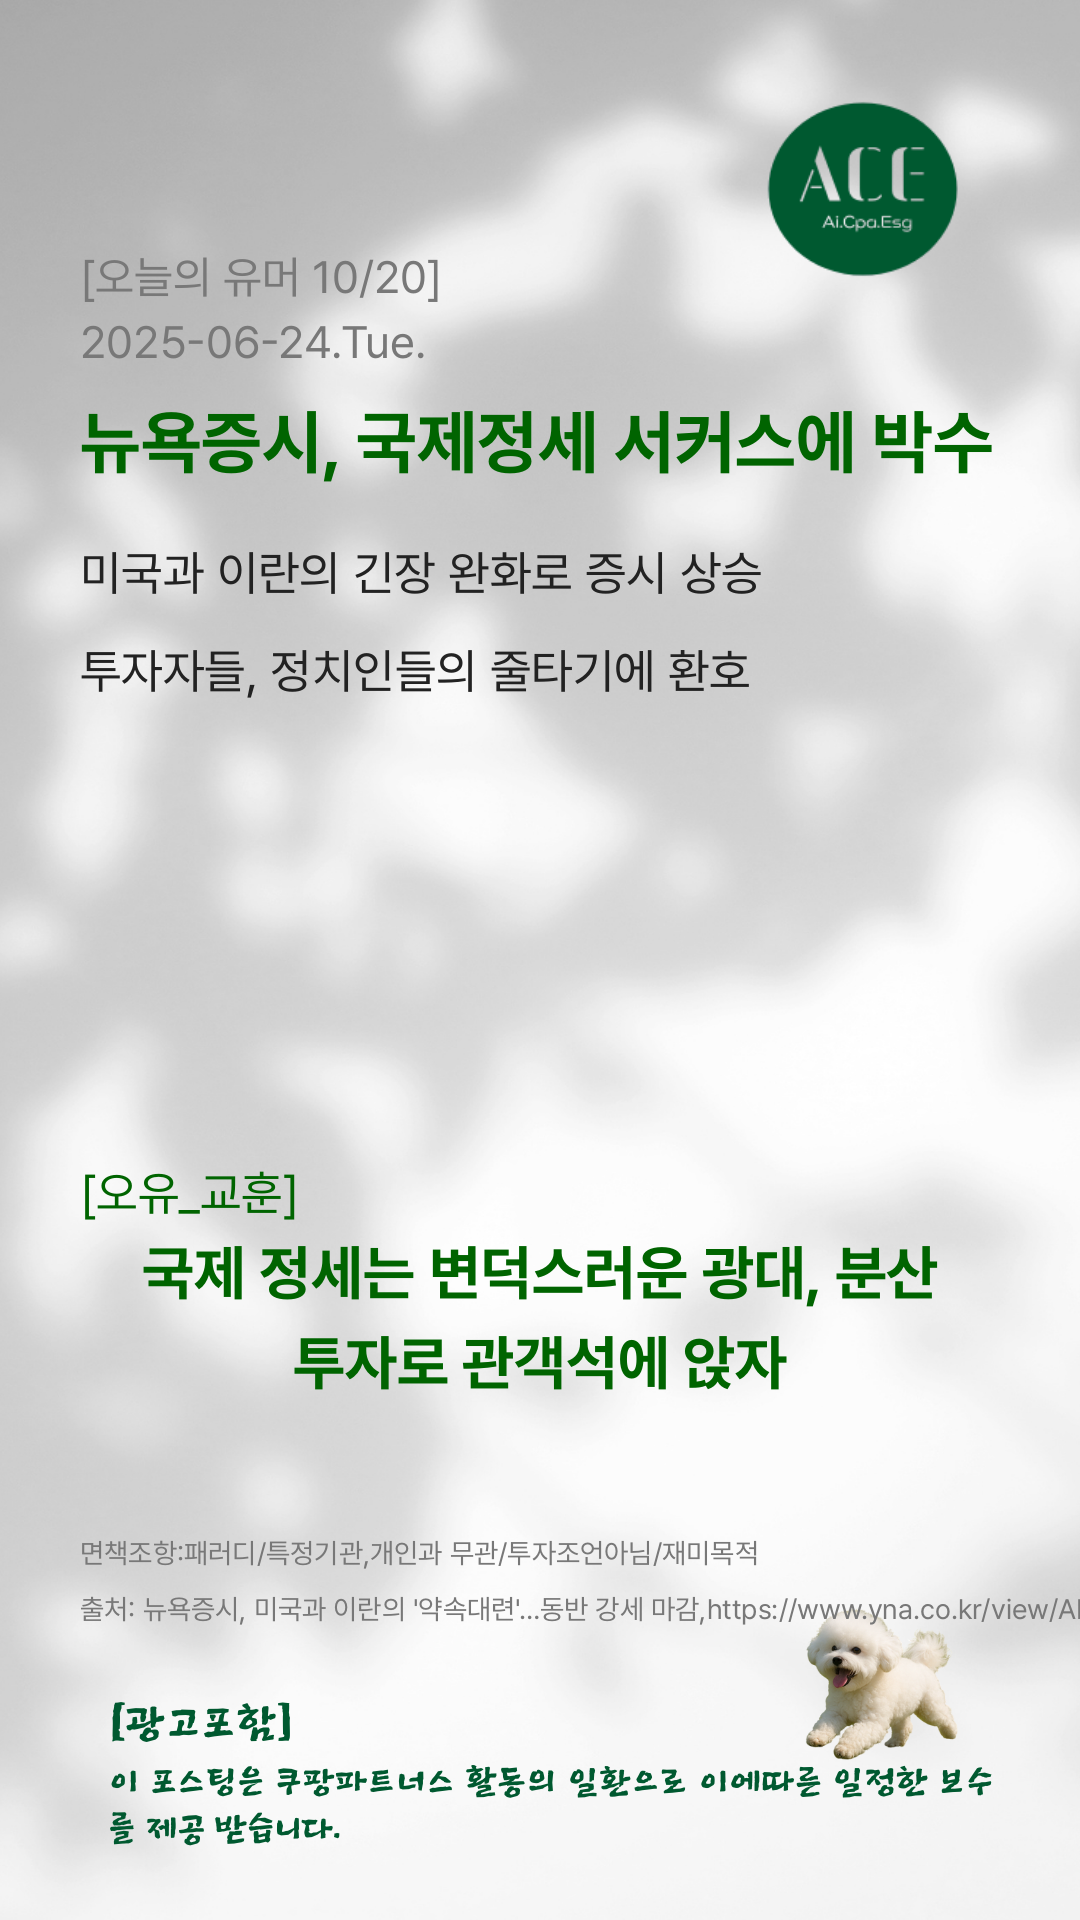 ACE
Ai.Cpa.Esg
[오늘의 유머 10/20]
2025-06-24.Tue.
뉴욕증시, 국제정세 서커스에 박수
미국과 이란의 긴장 완화로 증시 상승
투자자들, 정치인들의 줄타기에 환호
[오유_교훈]
국제 정세는 변덕스러운 광대, 분산
투자로 관객석에 앉자
면책조항:패러디/특정기관,개인과 무관/투자조언아님/재미목적
출처: 뉴욕증시, 미국과 이란의 '약속대련'...동반 강세 마감,https://www.yna.co.kr/view/A
[광고포함]
이 포스팅은 쿠팡파트너스 활동의 일환으로 이에따른 일정한 보수
를 제공 받습니다.